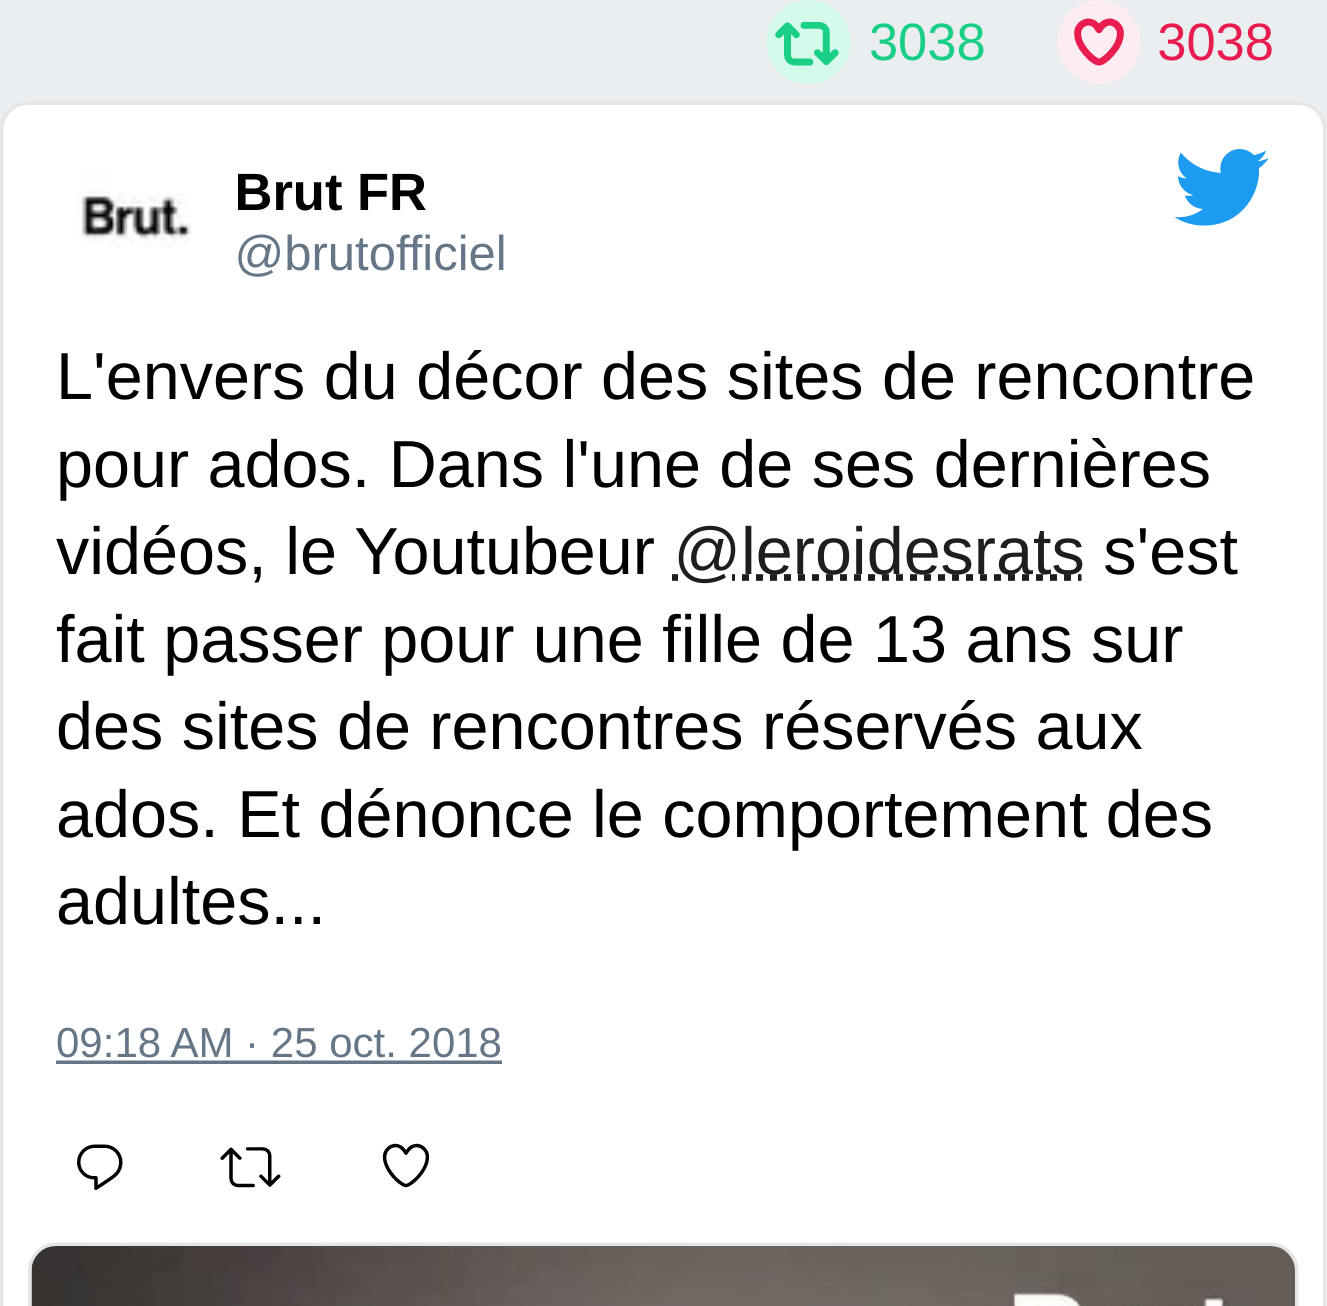 3038 3038
Brut.
Brut FR
@brutofficiel
L'envers du décor des sites de rencontre
pour ados. Dans l'une de ses dernières
vidéos, le Youtubeur @leroidesrats s'est
fait passer pour une fille de 13 ans sur
des sites de rencontres réservés aux
ados. Et dénonce le comportement des
adultes...
09:18 AM · 25 oct. 2018